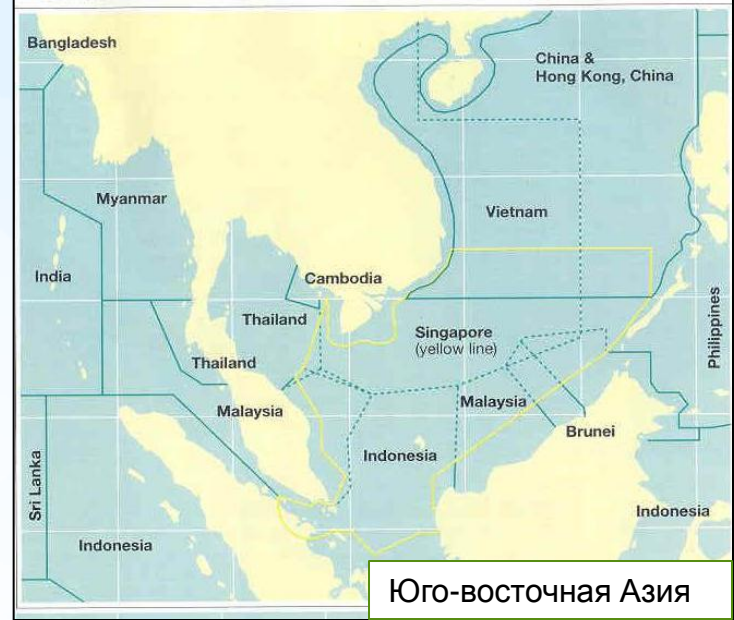 Bangladesh
China &
Hong Kong, China
Myanmar
Vietnam
India
Cambodia
Thailand
Singapore
(yellow line)
Philippines
Thailand
Malaysia
Malaysia
Brunei
Indonesia
Sri Lanka
Indonesia
Indonesia
Юго-восточная Азия